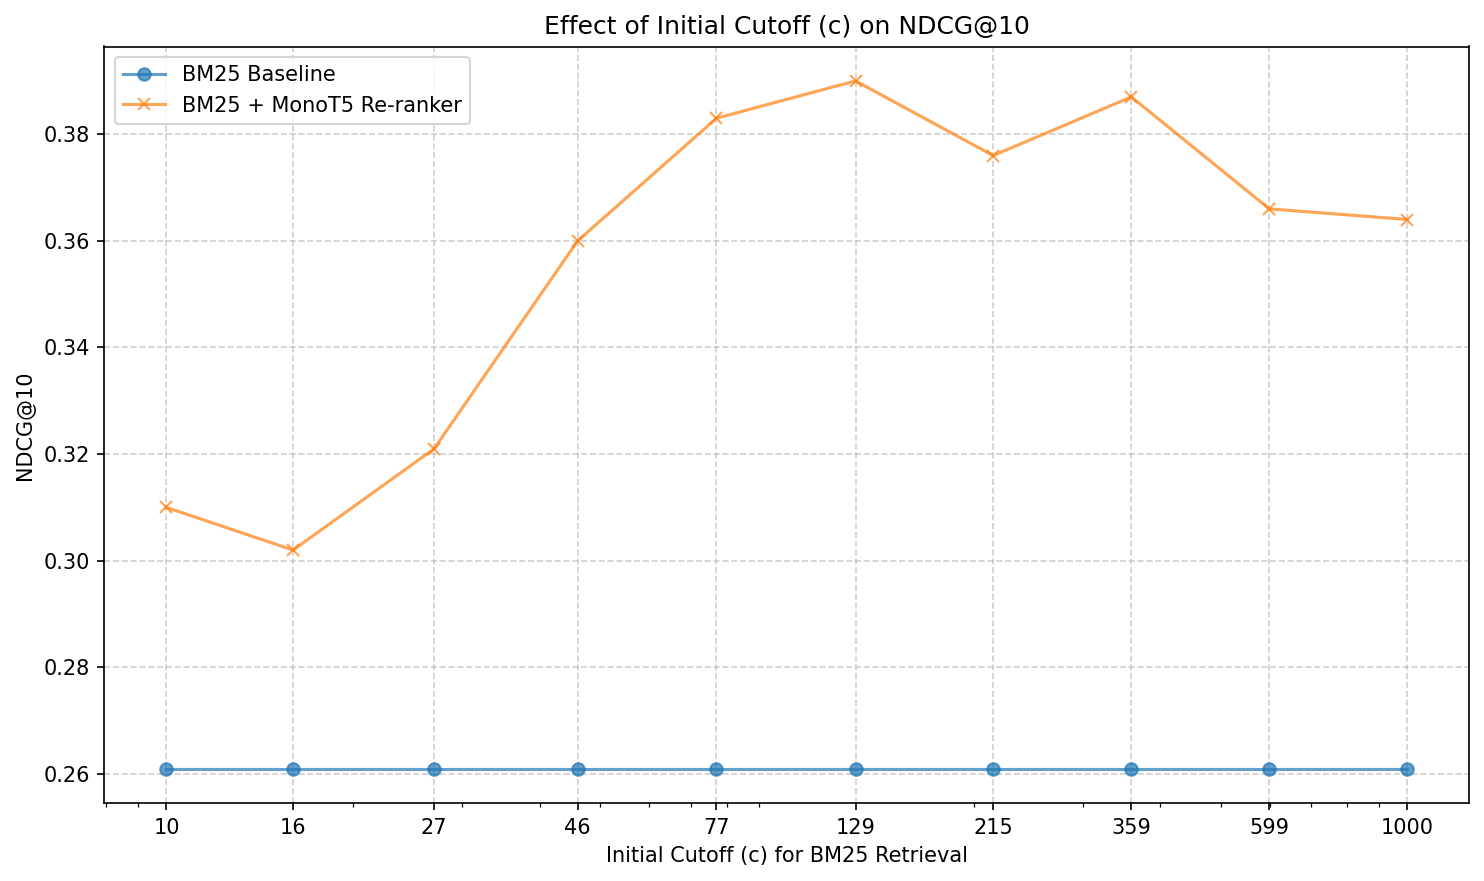 Effect of Initial Cutoff (c) on NDCG@10
BM25 Baseline
BM25 + MonoT5 Re-ranker
NDCG@10
0.38
0.36
0.34
0.32
0.30
0.28
0.26
10 16 27 46 77 129 215 359 599 1000
Initial Cutoff (c) for BM25 Retrieval